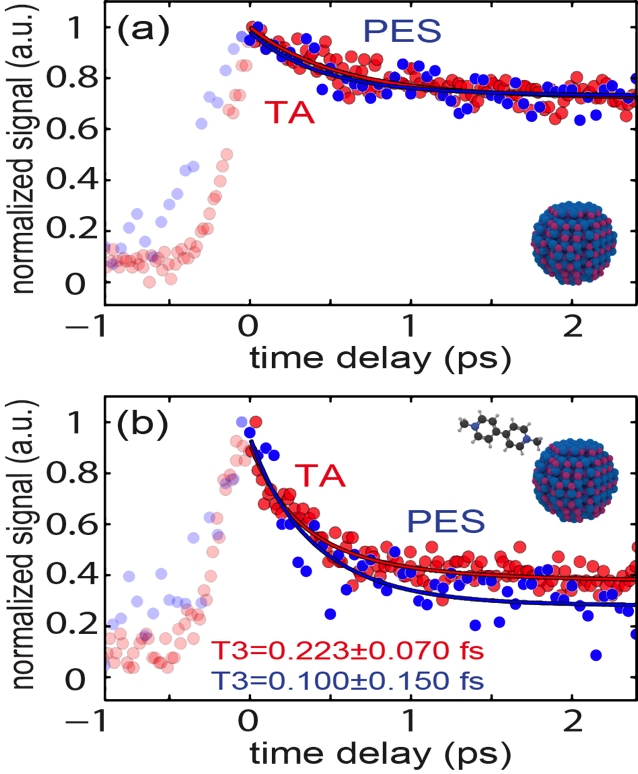 (a)
PES
TA
normalized signal (a.u.)
1
0.8
0.6
0.4
0.2
0
−1 0 1 2
time delay (ps)
(b)
TA
PES
normalized signal (a.u.)
1
0.8
0.6
0.4
0.2
0
T3=0.223±0.070 fs
T3=0.100±0.150 fs
−1 0 1 2
time delay (ps)